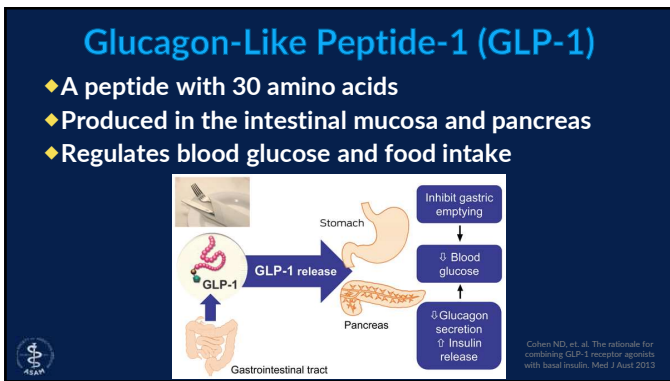 Glucagon-Like Peptide-1 (GLP-1)
◆A peptide with 30 amino acids
◆Produced in the intestinal mucosa and pancreas
◆Regulates blood glucose and food intake
Stomach
GLP-1 release
GLP-1
Pancreas
Gastrointestinal tract
Inhibit gastric
emptying
⇩ Blood
glucose
⇩Glucagon
secretion
⇧ Insulin
release
Cohen ND, et. al. The rationale for
combining GLP-1 receptor agonists
with basal insulin. Med J Aust 2013
ASAM